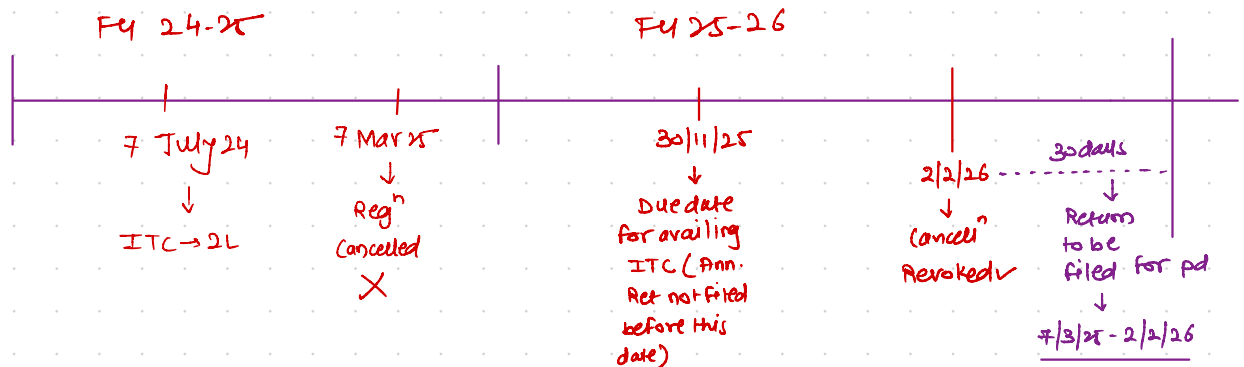 FY 24-25
FY 25-26
7 July 24
↓
ITC → 2L
7 Mar 25
↓
Regⁿ
Cancelled
X
30/11/25
↓
Due date
for availing
ITC (Ann.
Ret not filed
before this
date)
2/2/26
↓
Cancellⁿ
Revoked ✓
30 days
↓
Return
to be
filed for pd
↓
7/3/25 - 2/2/26